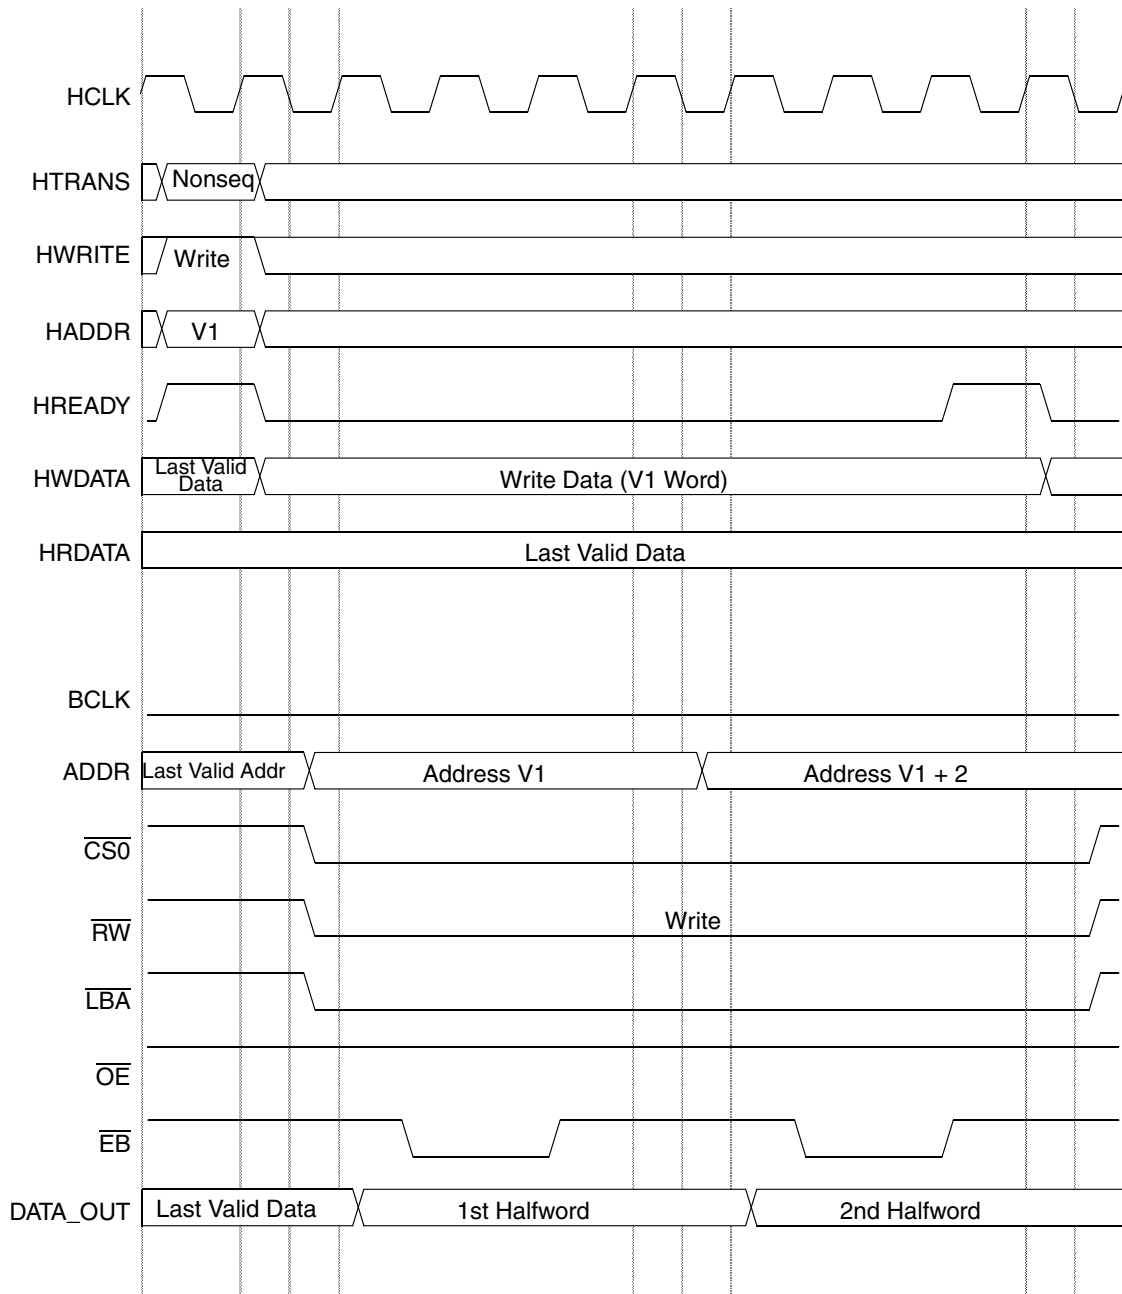 HCLK
HTRANS Nonseq
HWRITE Write
HADDR V1
HREADY
HWDATA Last Valid Data Write Data (V1 Word)
HRDATA Last Valid Data
BCLK
ADDR Last Valid Addr Address V1 Address V1 + 2
CS0
RW Write
LBA
OE
EB
DATA_OUT Last Valid Data 1st Halfword 2nd Halfword